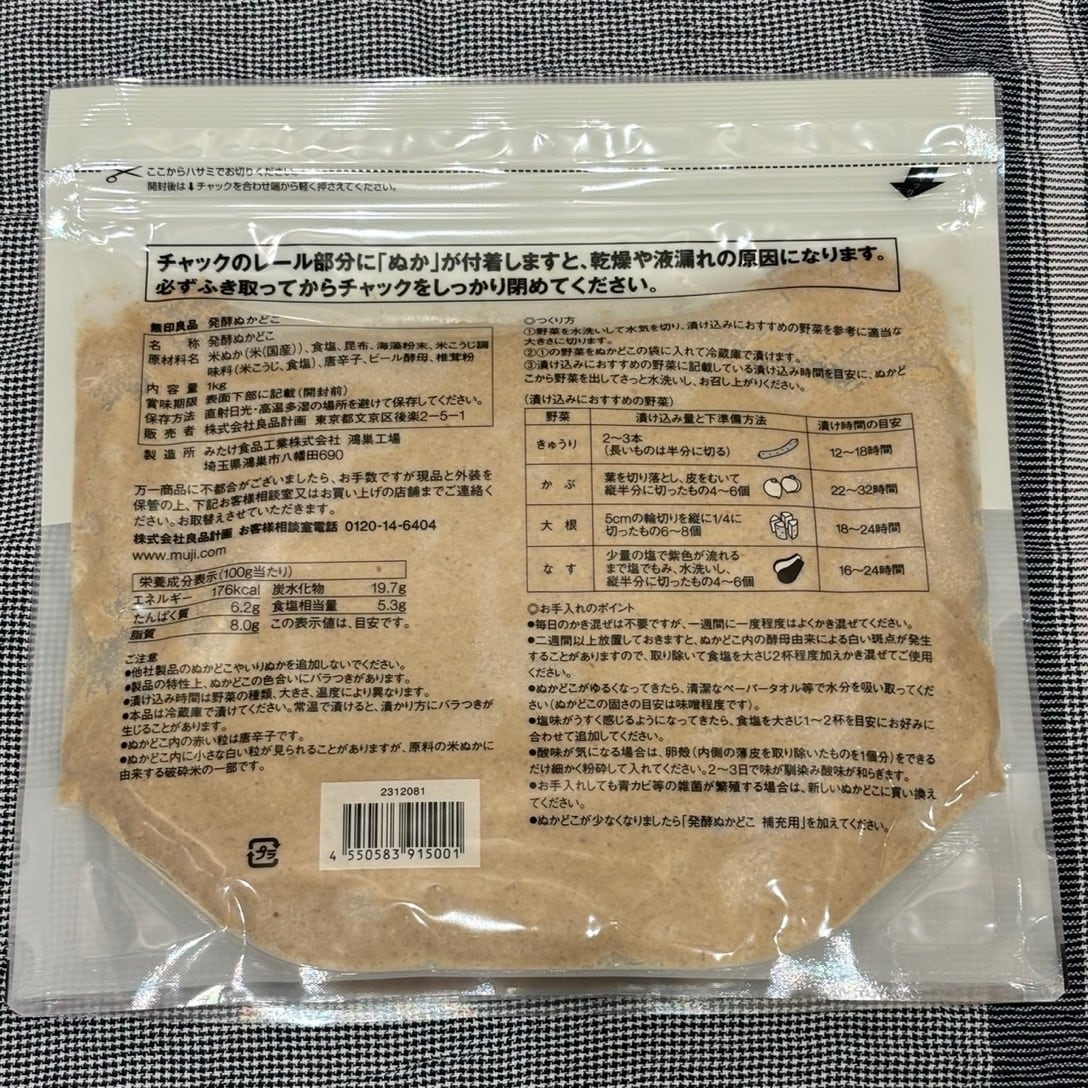 ここからハサミでお切りください。
開封後は⬇チャックを合わせ端から軽く押さえてください。
チャックのレール部分に「ぬか」が付着しますと、乾燥や液漏れの原因になります。
必ずふき取ってからチャックをしっかり閉めてください。
無印良品 発酵ぬかどこ
名称 発酵ぬかどこ
原材料名 米ぬか(米(国産))、食塩、昆布、海藻粉末、米こうじ調
味料(米こうじ、食塩)、唐辛子、ビール酵母、椎茸粉
内容量 1kg
賞味期限 表面下部に記載(開封前)
保存方法 直射日光・高温多湿の場所を避けて保存してください。
販売者 株式会社良品計画 東京都文京区後楽2-5-1
製造所 みたけ食品工業株式会社 鴻巣工場
埼玉県鴻巣市八幡田690
万一商品に不都合がございましたら、お手数ですが現品と外装を
保管の上、下記お客様相談室又はお買い上げの店舗までご連絡く
ださい。お取替えさせていただきます。
株式会社良品計画 お客様相談室電話 0120-14-6404
www.muji.com
栄養成分表示(100g当たり)
エネルギー 176kcal 炭水化物 19.7g
たんぱく質 6.2g 食塩相当量 5.3g
脂質 8.0g この表示値は、目安です。
ご注意
●他社製品のぬかどこやいりぬかを追加しないでください。
●製品の特性上、ぬかどこの色合いにバラつきがあります。
●漬け込み時間は野菜の種類、大きさ、温度により異なります。
●本品は冷蔵庫で漬けてください。常温で漬けると、漬かり方にバラつきが
生じることがあります。
●ぬかどこ内の赤い粒は唐辛子です。
●ぬかどこ内に小さな白い粒が見られることがありますが、原料の米ぬかに
由来する破砕米の一部です。
2312081
4 550583 915001
プラ
◎つくり方
①野菜を水洗いして水気を切り、漬け込みにおすすめの野菜を参考に適当な
大きさに切ります。
②①の野菜をぬかどこの袋に入れて冷蔵庫で漬けます。
③漬け込みにおすすめの野菜に記載している漬け込み時間を目安に、ぬかど
こから野菜を出してさっと水洗いし、お召し上がりください。
(漬け込みにおすすめの野菜)
野菜 漬け込み量と下準備方法 漬け時間の目安
きゅうり 2〜3本
(長いものは半分に切る) 12〜18時間
かぶ 葉を切り落とし、皮をむいて
縦半分に切ったもの4〜6個 22〜32時間
大根 5cmの輪切りを縦に1/4に
切ったもの6〜8個 18〜24時間
なす 少量の塩で紫色が流れる
まで塩でもみ、水洗いし、
縦半分に切ったもの4〜6個 16〜24時間
◎お手入れのポイント
●毎日のかき混ぜは不要ですが、一週間に一度程度はよくかき混ぜてください。
●二週間以上放置しておきますと、ぬかどこ内の酵母由来による白い斑点が発生
することがありますので、取り除いて食塩を大さじ2杯程度加えかき混ぜてご使用
ください。
●ぬかどこがゆるくなってきたら、清潔なペーパータオル等で水分を吸い取ってくだ
さい(ぬかどこの固さの目安は味噌程度です)。
●塩味がうすく感じるようになってきたら、食塩を大さじ1〜2杯を目安にお好みに
合わせて追加してください。
●酸味が気になる場合は、卵殻(内側の薄皮を取り除いたものを1個分)をできる
だけ細かく粉砕して入れてください。2〜3日で味が馴染み酸味が和らぎます。
●お手入れしても青カビ等の雑菌が繁殖する場合は、新しいぬかどこに買い換え
てください。
●ぬかどこが少なくなりましたら「発酵ぬかどこ 補充用」を加えてください。